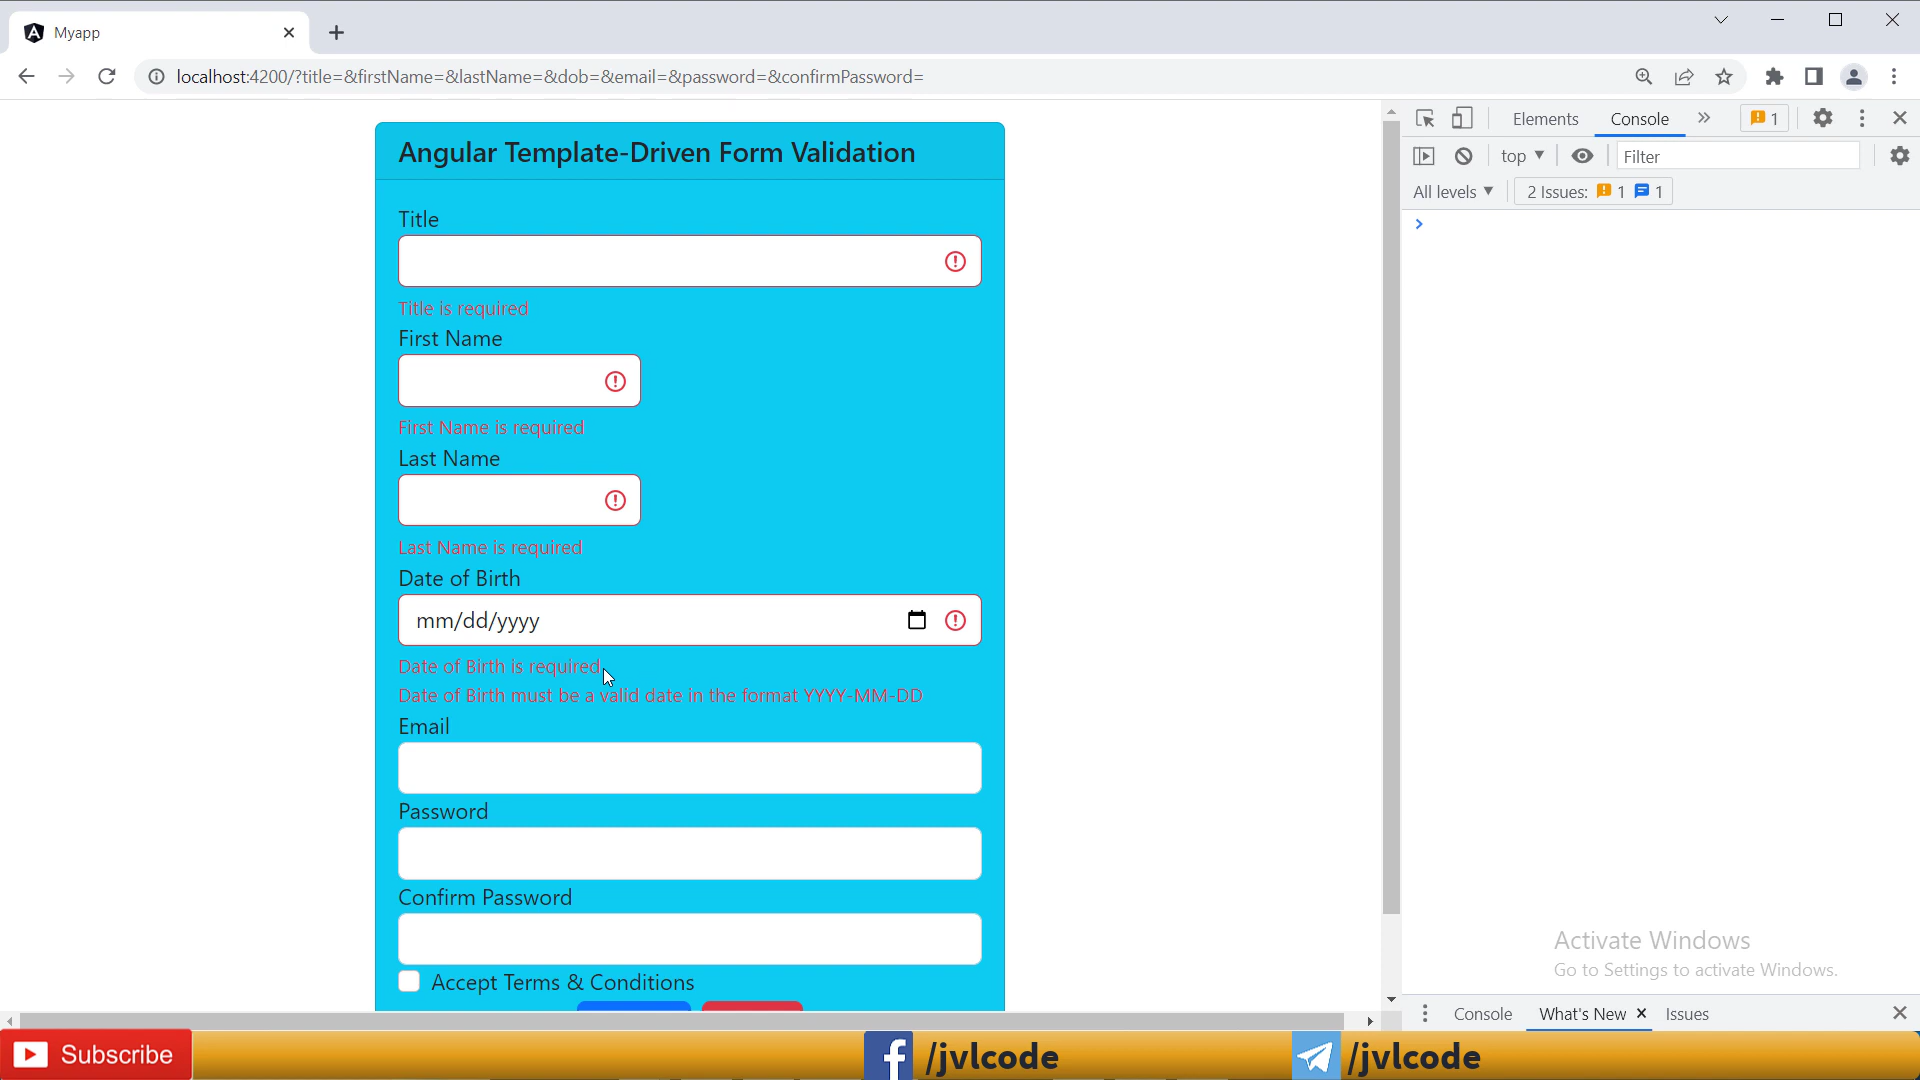 Myapp
localhost:4200/?title=&firstName=&lastName=&dob=&email=&password=&confirmPassword=
Angular Template-Driven Form Validation
Title
Title is required
First Name
First Name is required
Last Name
Last Name is required
Date of Birth
mm/dd/yyyy
Date of Birth is required
Date of Birth must be a valid date in the format YYYY-MM-DD
Email
Password
Confirm Password
Accept Terms & Conditions
Elements Console 1
top Filter
All levels 2 Issues: 1 1
Activate Windows
Go to Settings to activate Windows.
Console What's New Issues
Subscribe /jvlcode /jvlcode